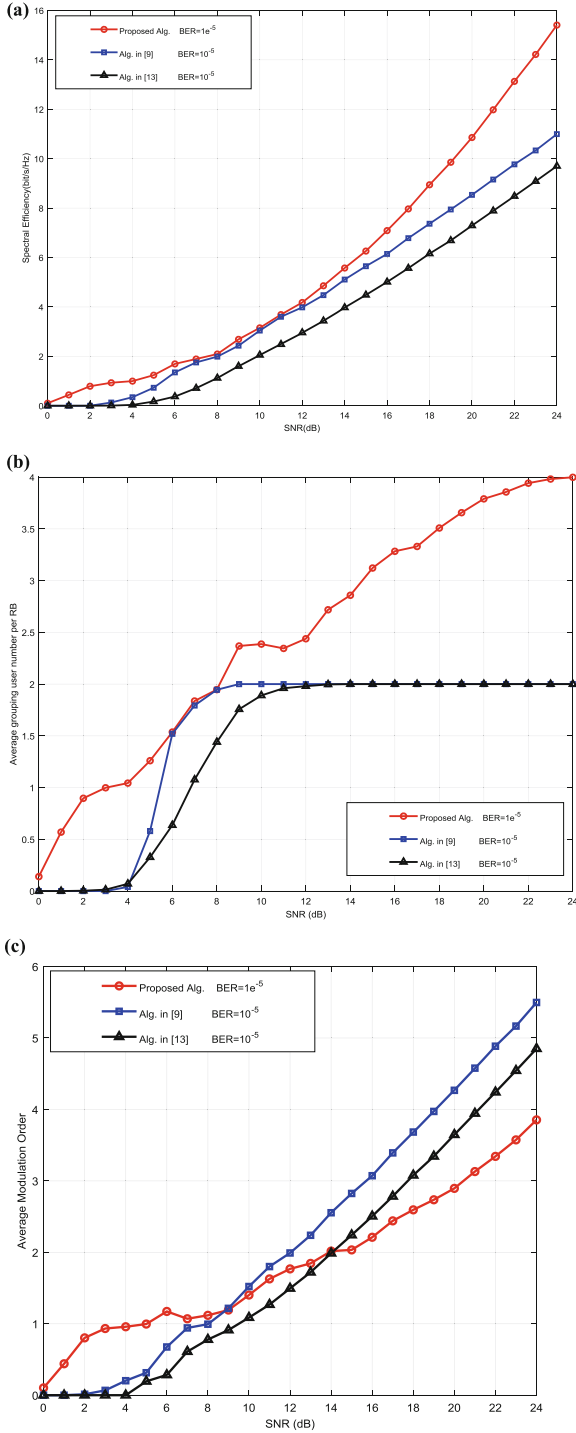 (a)
16
14
12
10
8
6
4
2
0
Spectral Efficiency(bit/s/Hz)
Proposed Alg. BER=1e^-5
Alg. in [9] BER=10^-5
Alg. in [13] BER=10^-5
0 2 4 6 8 10 12 14 16 18 20 22 24
SNR(dB)
(b)
4
3.5
3
2.5
2
1.5
1
0.5
0
Average grouping user number per RB
Proposed Alg. BER=1e^-5
Alg. in [9] BER=10^-5
Alg. in [13] BER=10^-5
0 2 4 6 8 10 12 14 16 18 20 22 24
SNR (dB)
(c)
6
5
4
3
2
1
0
Average Modulation Order
Proposed Alg. BER=1e^-5
Alg. in [9] BER=10^-5
Alg. in [13] BER=10^-5
0 2 4 6 8 10 12 14 16 18 20 22 24
SNR (dB)